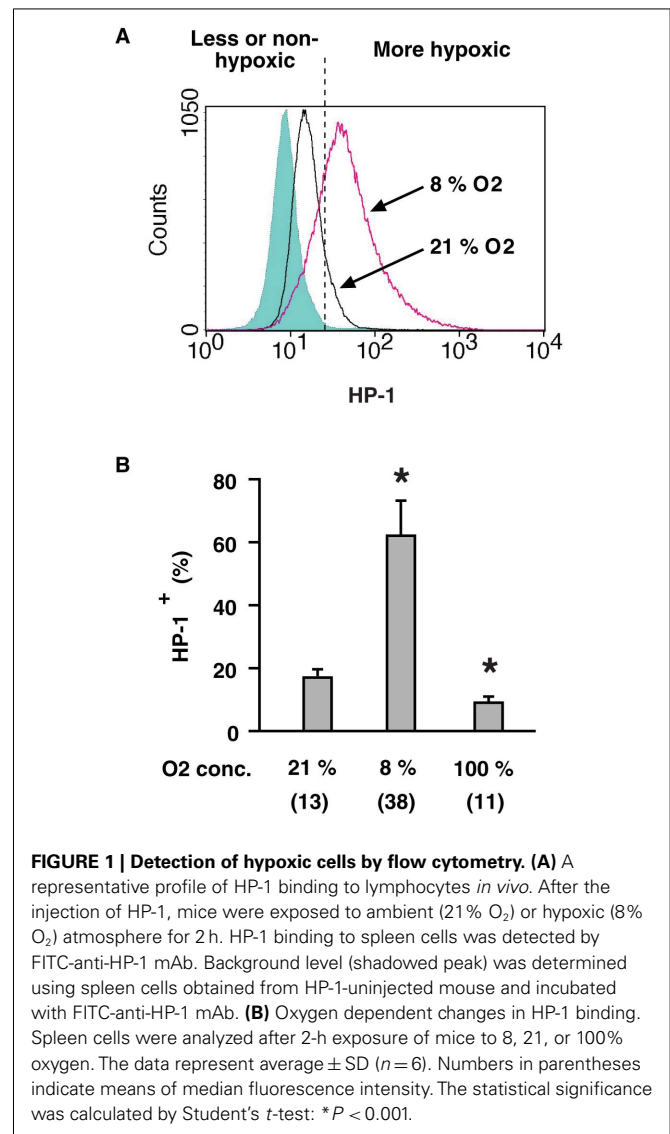 A
Less or non-
hypoxic
More hypoxic
1050
Counts
0
8 % O2
21 % O2
10⁰ 10¹ 10² 10³ 10⁴
HP-1
B
80
60
40
20
0
HP-1⁺ (%)
*
*
O2 conc. 21 % 8 % 100 %
(13) (38) (11)
FIGURE 1 | Detection of hypoxic cells by flow cytometry. (A) A
representative profile of HP-1 binding to lymphocytes in vivo. After the
injection of HP-1, mice were exposed to ambient (21% O₂) or hypoxic (8%
O₂) atmosphere for 2 h. HP-1 binding to spleen cells was detected by
FITC-anti-HP-1 mAb. Background level (shadowed peak) was determined
using spleen cells obtained from HP-1-uninjected mouse and incubated
with FITC-anti-HP-1 mAb. (B) Oxygen dependent changes in HP-1 binding.
Spleen cells were analyzed after 2-h exposure of mice to 8, 21, or 100%
oxygen. The data represent average ± SD (n = 6). Numbers in parentheses
indicate means of median fluorescence intensity. The statistical significance
was calculated by Student's t-test: *P < 0.001.